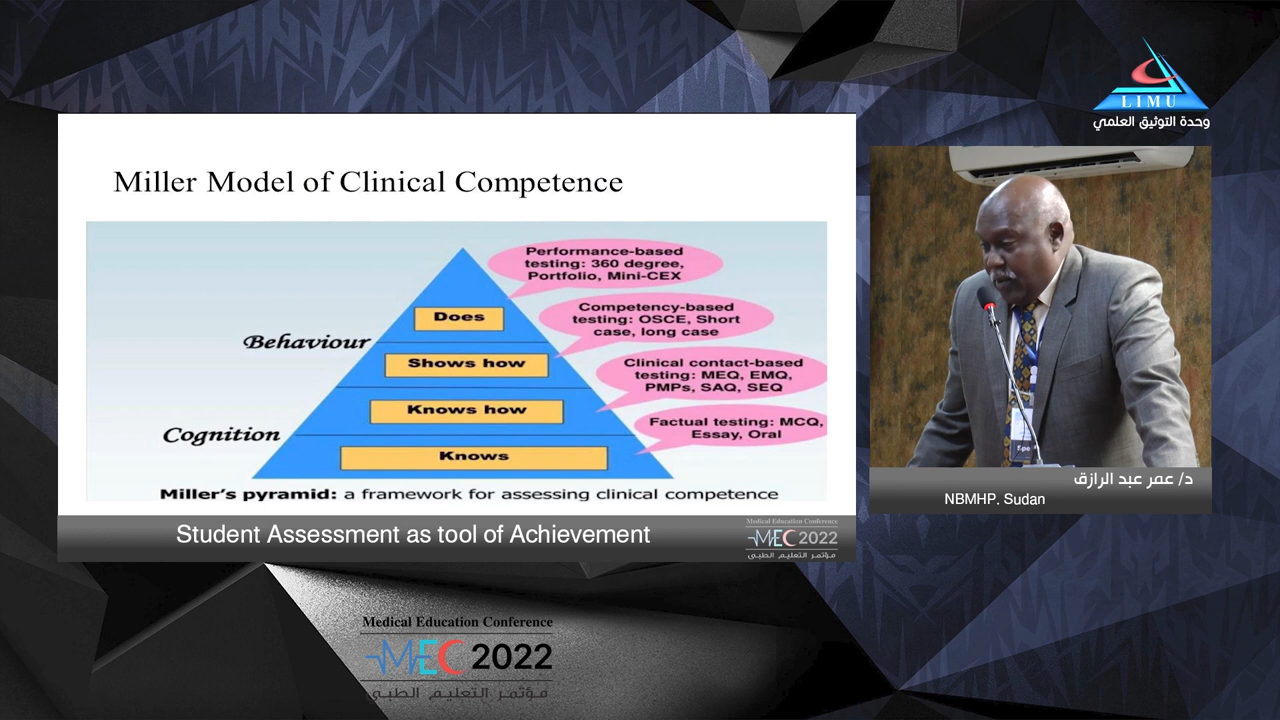 LIMU
وحدة التوثيق العلمي
Miller Model of Clinical Competence
Performance-based
testing: 360 degree,
Portfolio, Mini-CEX
Does
Competency-based
testing: OSCE, Short
case, long case
Behaviour
Shows how
Clinical contact-based
testing: MEQ, EMQ,
PMPs, SAQ, SEQ
Knows how
Factual testing: MCQ,
Essay, Oral
Cognition
Knows
Miller's pyramid: a framework for assessing clinical competence
د/ عمر عبد الرازق
NBMHP. Sudan
Student Assessment as tool of Achievement
Medical Education Conference
MEC 2022
مؤتمر التعليم الطبي
Medical Education Conference
MEC 2022
مؤتمر التعليم الطبي